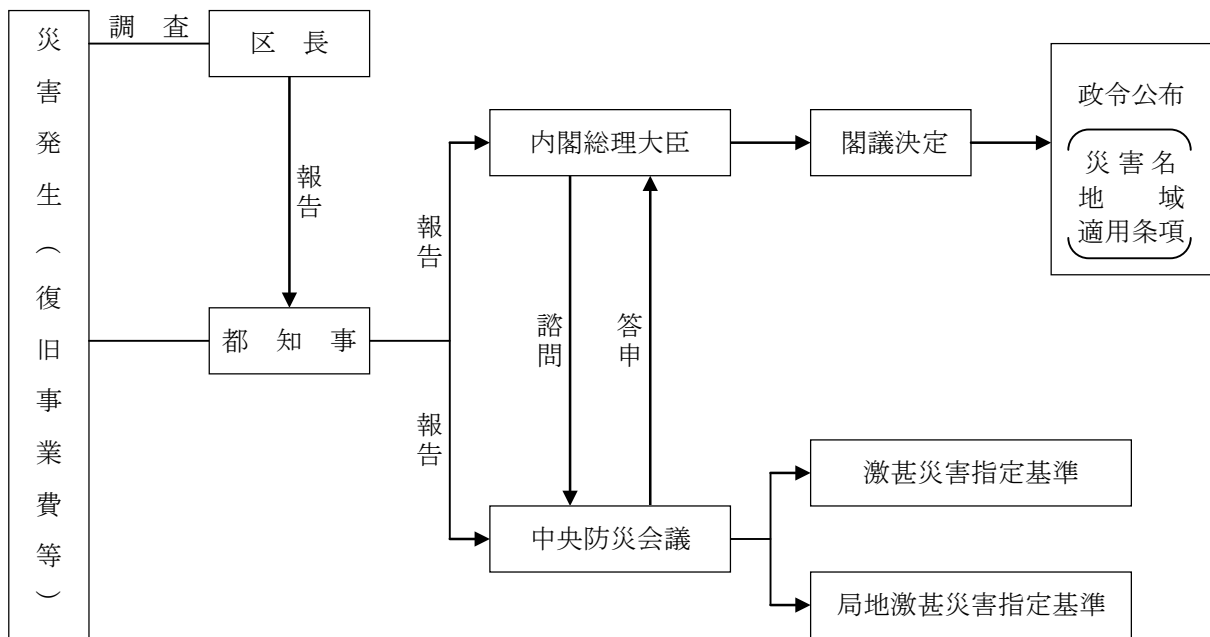 災害発生（復旧事業費等）
調査
区長
報告
都知事
報告
報告
内閣総理大臣
諮問
答申
中央防災会議
閣議決定
政令公布
災害名
地域
適用条項
激甚災害指定基準
局地激甚災害指定基準